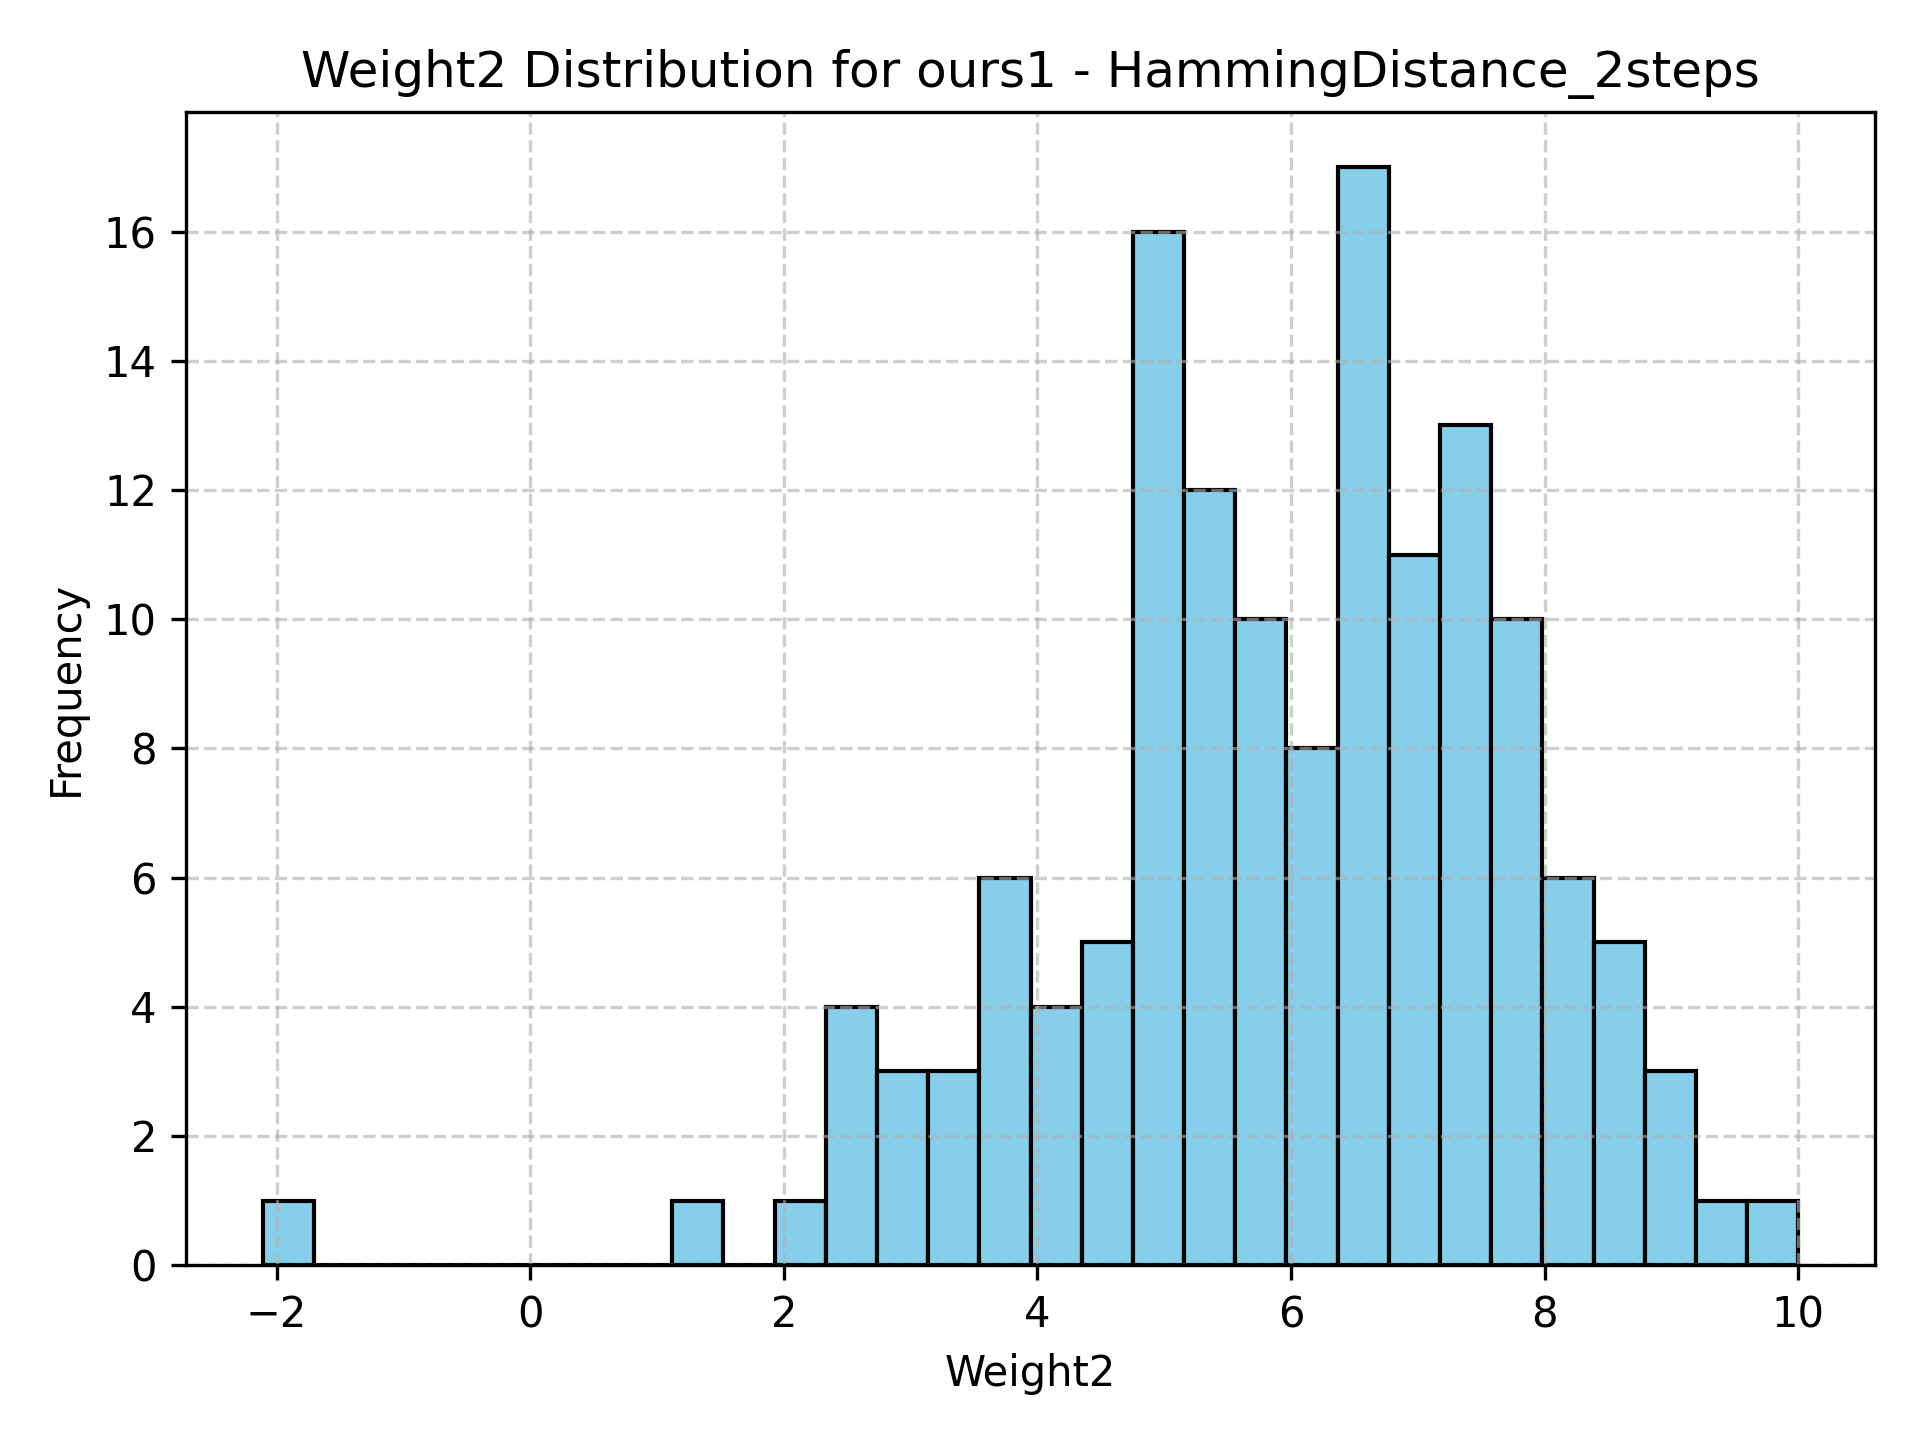 Weight2 Distribution for ours1 - HammingDistance_2steps
Frequency
16
14
12
10
8
6
4
2
0
−2 0 2 4 6 8 10
Weight2